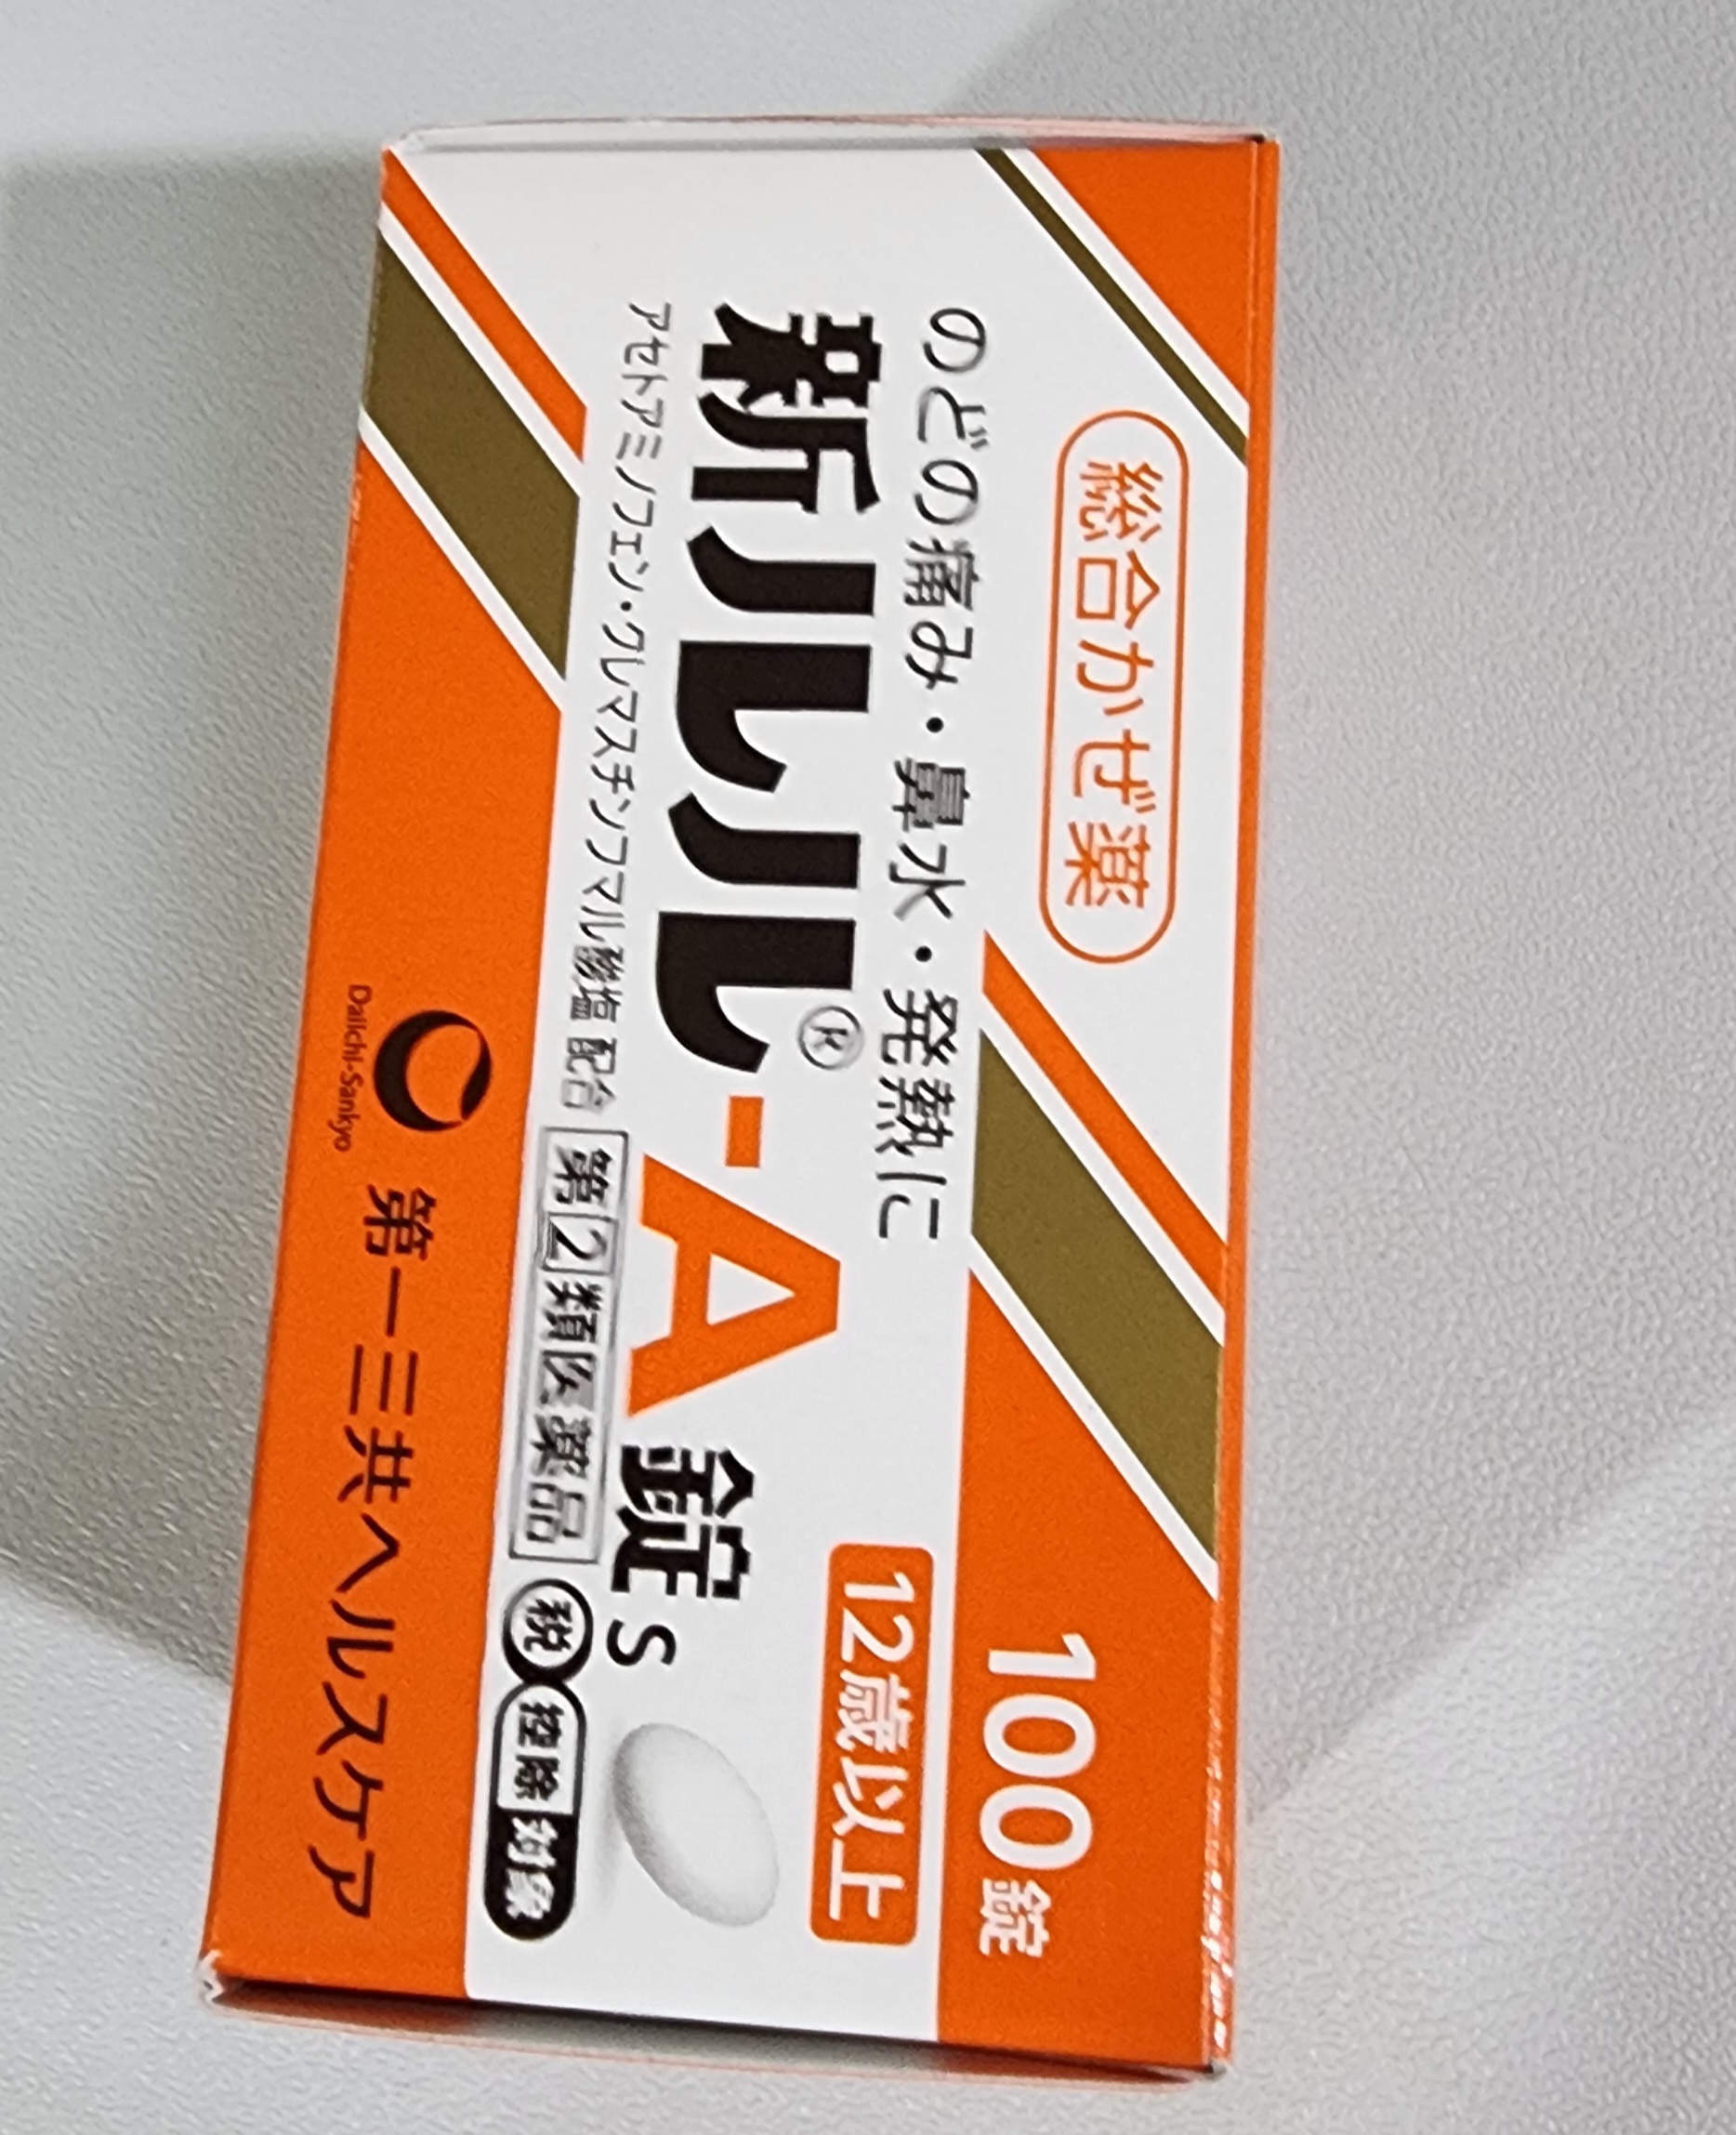 総合かぜ薬
のどの痛み・鼻水・発熱に
新ルル®-A錠s
アセトアミノフェン・クレマスチンフマル酸塩 配合
第2類医薬品
税 控除対象
12歳以上
100錠
Daiichi-Sankyo
第一三共ヘルスケア